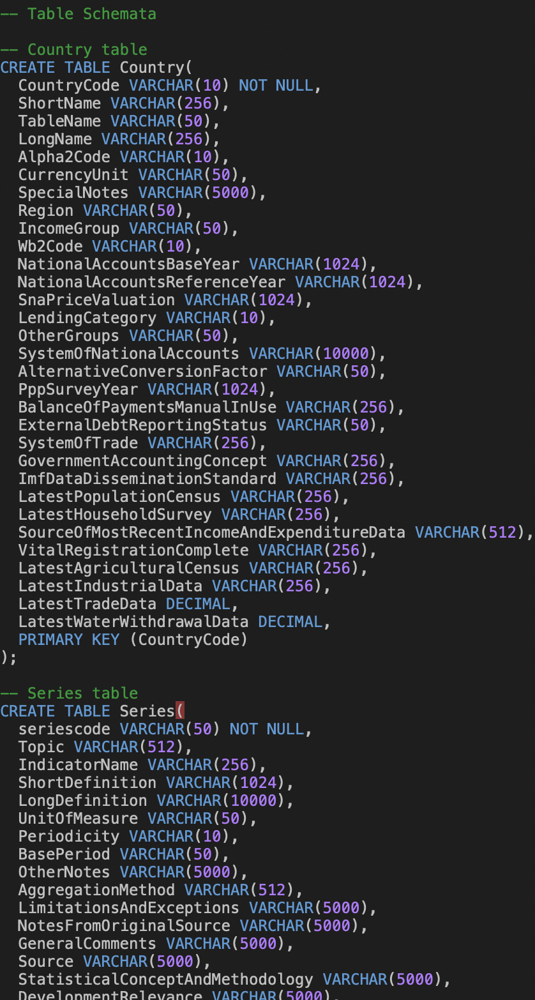 -- Table Schemata
-- Country table
CREATE TABLE Country(
CountryCode VARCHAR(10) NOT NULL,
ShortName VARCHAR(256),
TableName VARCHAR(50),
LongName VARCHAR(256),
Alpha2Code VARCHAR(10),
CurrencyUnit VARCHAR(50),
SpecialNotes VARCHAR(5000),
Region VARCHAR(50),
IncomeGroup VARCHAR(50),
Wb2Code VARCHAR(10),
NationalAccountsBaseYear VARCHAR(1024),
NationalAccountsReferenceYear VARCHAR(1024),
SnaPriceValuation VARCHAR(1024),
LendingCategory VARCHAR(10),
OtherGroups VARCHAR(50),
SystemOfNationalAccounts VARCHAR(10000),
AlternativeConversionFactor VARCHAR(50),
PppSurveyYear VARCHAR(1024),
BalanceOfPaymentsManualInUse VARCHAR(256),
ExternalDebtReportingStatus VARCHAR(50),
SystemOfTrade VARCHAR(256),
GovernmentAccountingConcept VARCHAR(256),
ImfDataDisseminationStandard VARCHAR(256),
LatestPopulationCensus VARCHAR(256),
LatestHouseholdSurvey VARCHAR(256),
SourceOfMostRecentIncomeAndExpenditureData VARCHAR(512),
VitalRegistrationComplete VARCHAR(256),
LatestAgriculturalCensus VARCHAR(256),
LatestIndustrialData VARCHAR(256),
LatestTradeData DECIMAL,
LatestWaterWithdrawalData DECIMAL,
PRIMARY KEY (CountryCode)
);
-- Series table
CREATE TABLE Series(
seriescode VARCHAR(50) NOT NULL,
Topic VARCHAR(512),
IndicatorName VARCHAR(256),
ShortDefinition VARCHAR(1024),
LongDefinition VARCHAR(10000),
UnitOfMeasure VARCHAR(50),
Periodicity VARCHAR(10),
BasePeriod VARCHAR(50),
OtherNotes VARCHAR(5000),
AggregationMethod VARCHAR(512),
LimitationsAndExceptions VARCHAR(5000),
NotesFromOriginalSource VARCHAR(5000),
GeneralComments VARCHAR(5000),
Source VARCHAR(5000),
StatisticalConceptAndMethodology VARCHAR(5000),
DevelopmentRelevance VARCHAR(5000),